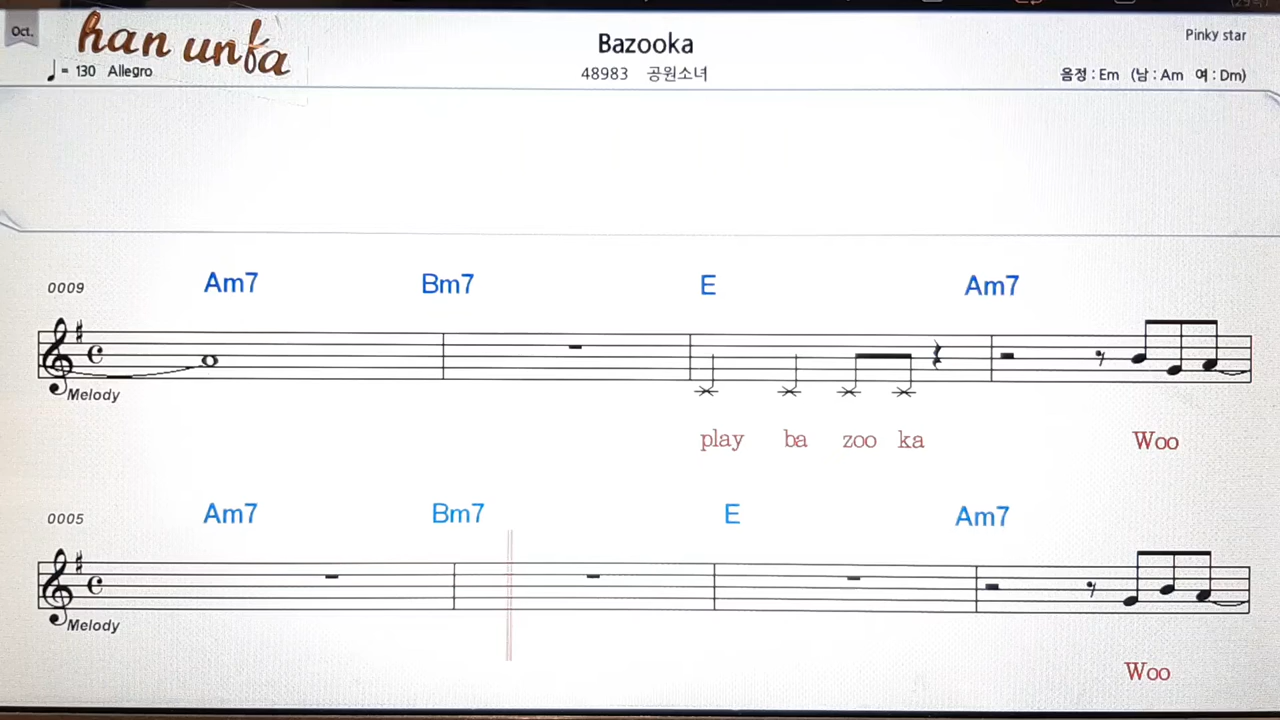 Oct.
han unfa
Bazooka
Pinky star
= 130 Allegro
48983 공원소녀
음정 : Em (남 : Am 여 : Dm)
0009
Am7 Bm7 E Am7
Melody
play ba zoo ka Woo
0005
Am7 Bm7 E Am7
Melody
Woo